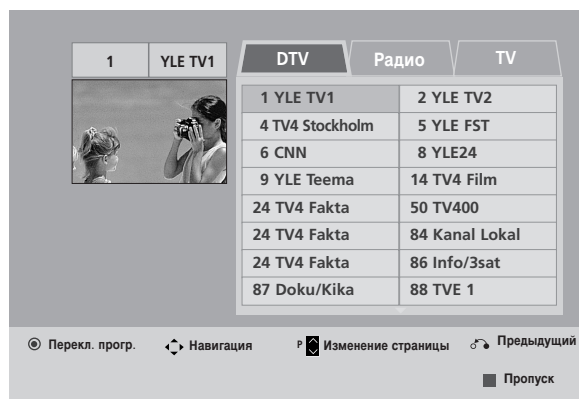 1 YLE TV1
DTV Радио TV
1 YLE TV1 2 YLE TV2
4 TV4 Stockholm 5 YLE FST
6 CNN 8 YLE24
9 YLE Teema 14 TV4 Film
24 TV4 Fakta 50 TV400
24 TV4 Fakta 84 Kanal Lokal
24 TV4 Fakta 86 Info/3sat
87 Doku/Kika 88 TVE 1
Перекл. прогр. Навигация P Изменение страницы Предыдущий
Пропуск